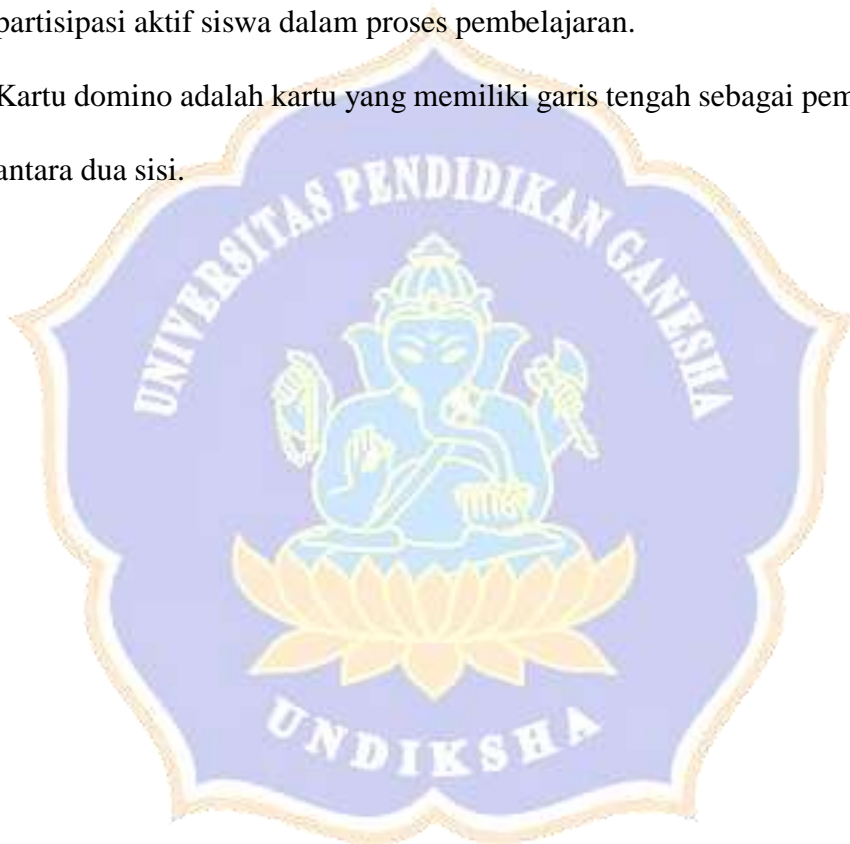 partisipasi aktif siswa dalam proses pembelajaran.
Kartu domino adalah kartu yang memiliki garis tengah sebagai pem
antara dua sisi.
UNIVERSITAS PENDIDIKAN GANESHA
UNDIKSHA